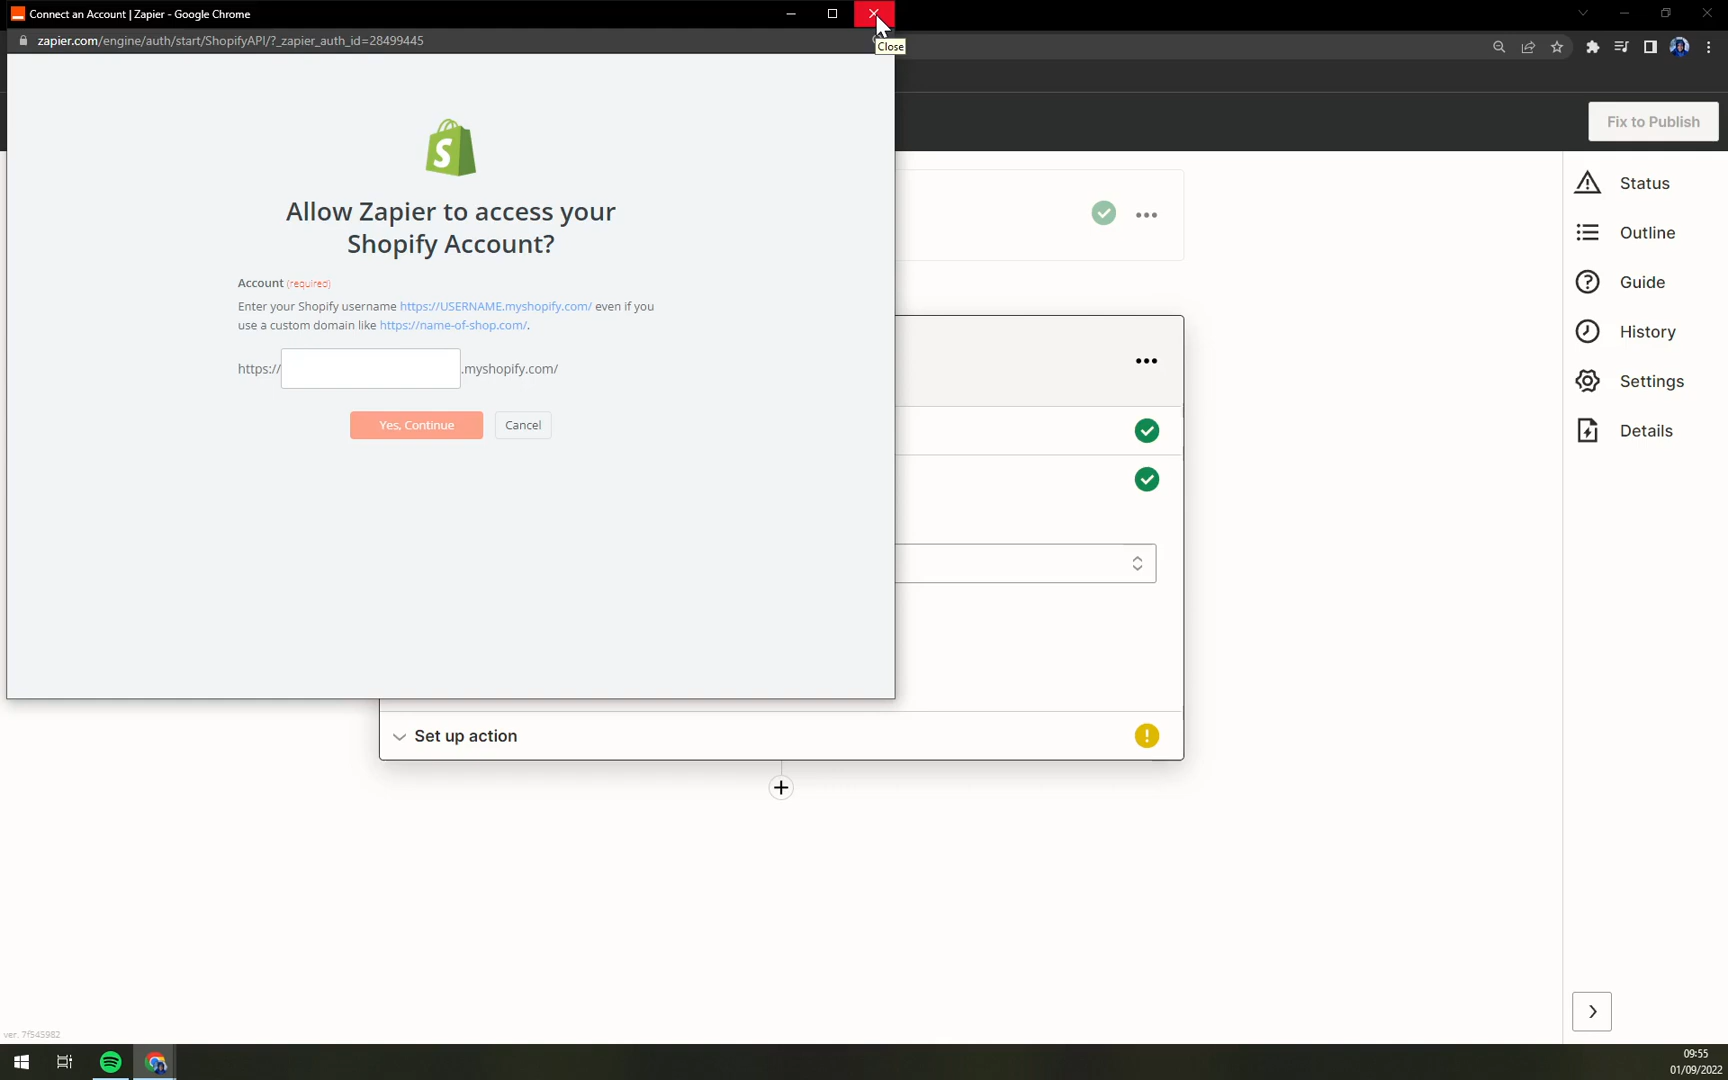 Connect an Account | Zapier - Google Chrome
zapier.com/engine/auth/start/ShopifyAPI/?_zapier_auth_id=28499445
Close
Fix to Publish
Allow Zapier to access your
Shopify Account?
Account (required)
Enter your Shopify username https://USERNAME.myshopify.com/ even if you
use a custom domain like https://name-of-shop.com/.
https://
.myshopify.com/
Yes, Continue
Cancel
Status
Outline
Guide
History
Settings
Details
Set up action
ver. 7f545982
09:55
01/09/2022